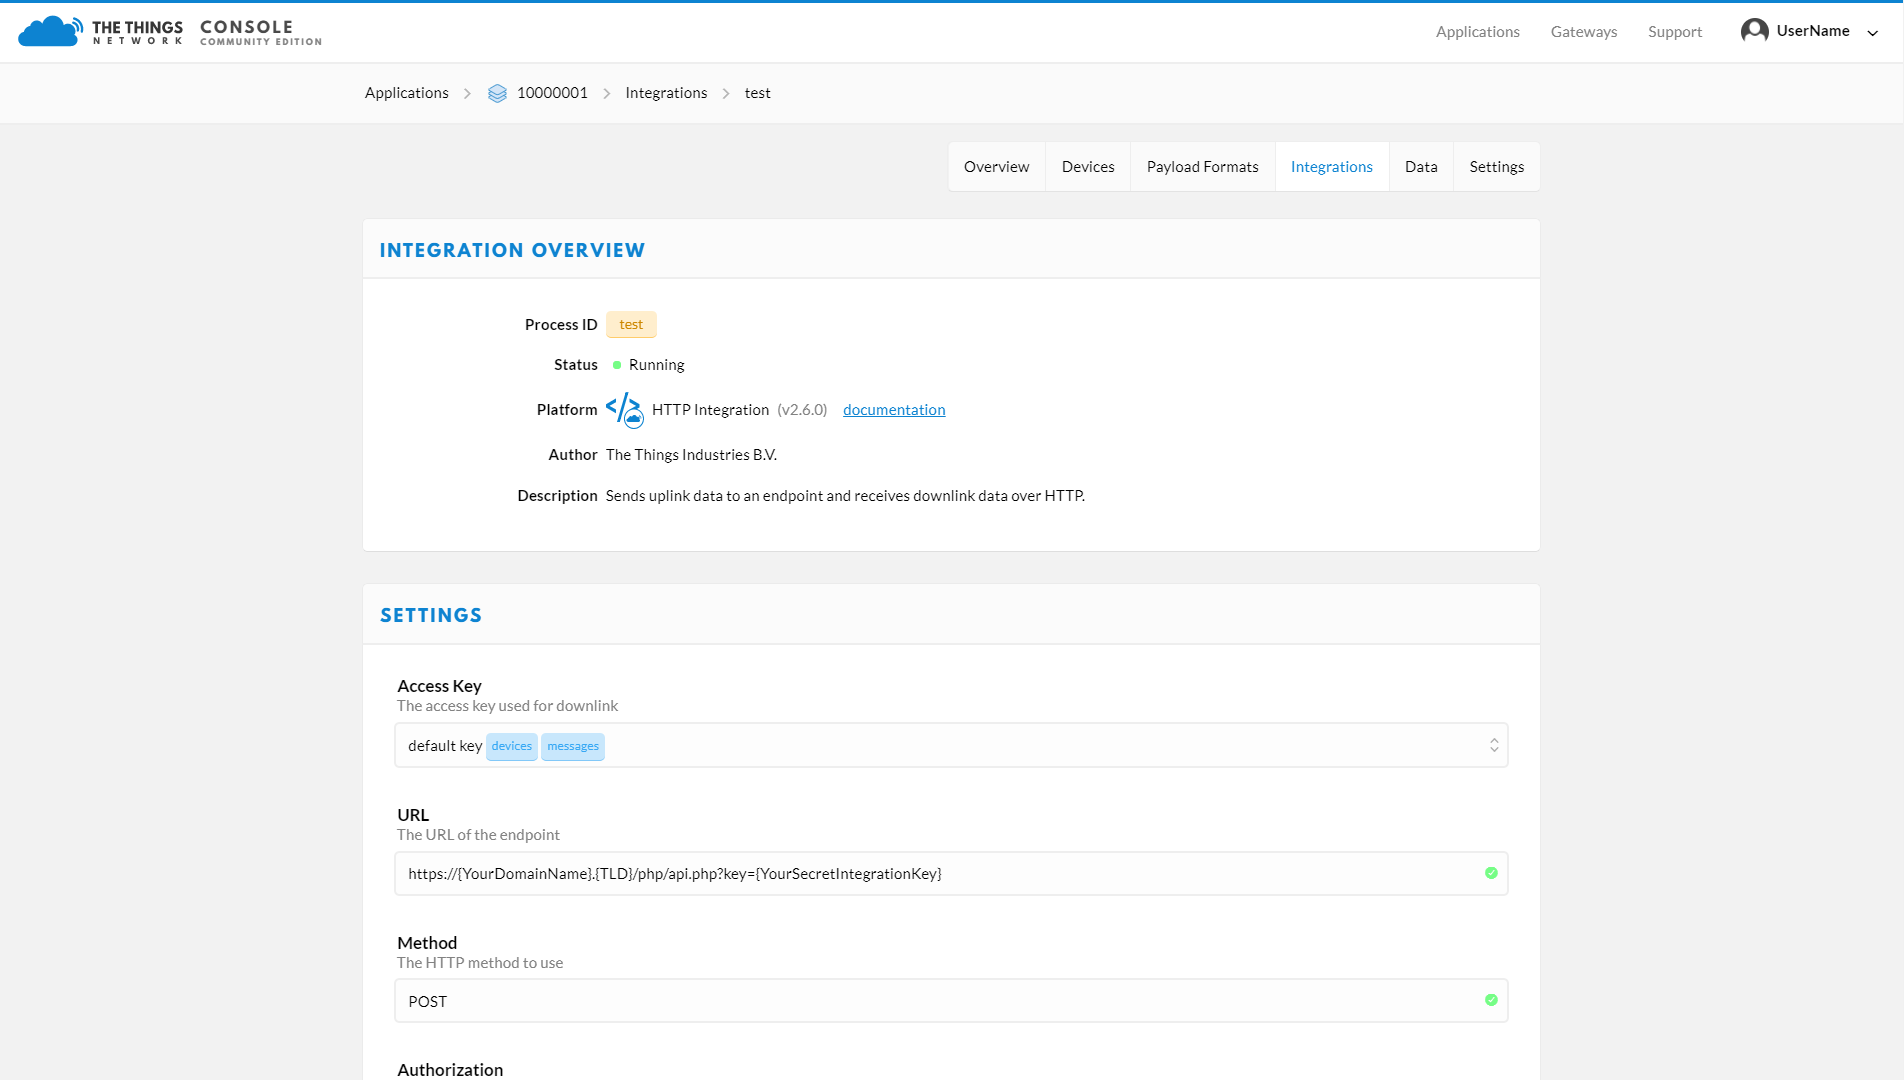 THE THINGS NETWORK CONSOLE COMMUNITY EDITION
Applications Gateways Support UserName
Applications 10000001 Integrations test
Overview Devices Payload Formats Integrations Data Settings
INTEGRATION OVERVIEW
Process ID test
Status Running
Platform HTTP Integration (v2.6.0) documentation
Author The Things Industries B.V.
Description Sends uplink data to an endpoint and receives downlink data over HTTP.
SETTINGS
Access Key
The access key used for downlink
default key devices messages
URL
The URL of the endpoint
https://{YourDomainName}.{TLD}/php/api.php?key={YourSecretIntegrationKey}
Method
The HTTP method to use
POST
Authorization